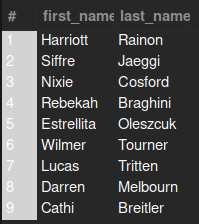 # first_name last_name
1 Harriott Rainon
2 Siffre Jaeggi
3 Nixie Cosford
4 Rebekah Braghini
5 Estrellita Oleszcuk
6 Wilmer Tourner
7 Lucas Tritten
8 Darren Melbourn
9 Cathi Breitler